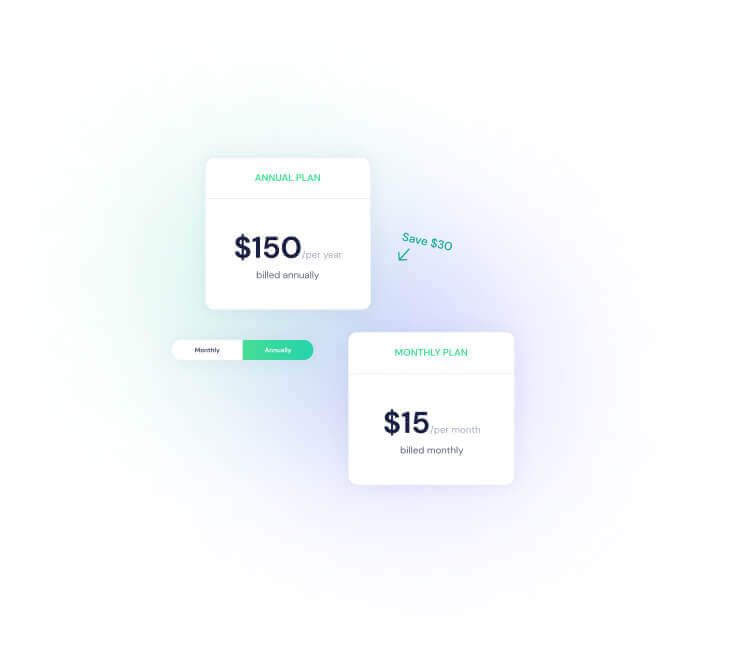 ANNUAL PLAN
$150/per year
billed annually
Save $30
Monthly
Annually
MONTHLY PLAN
$15/per month
billed monthly